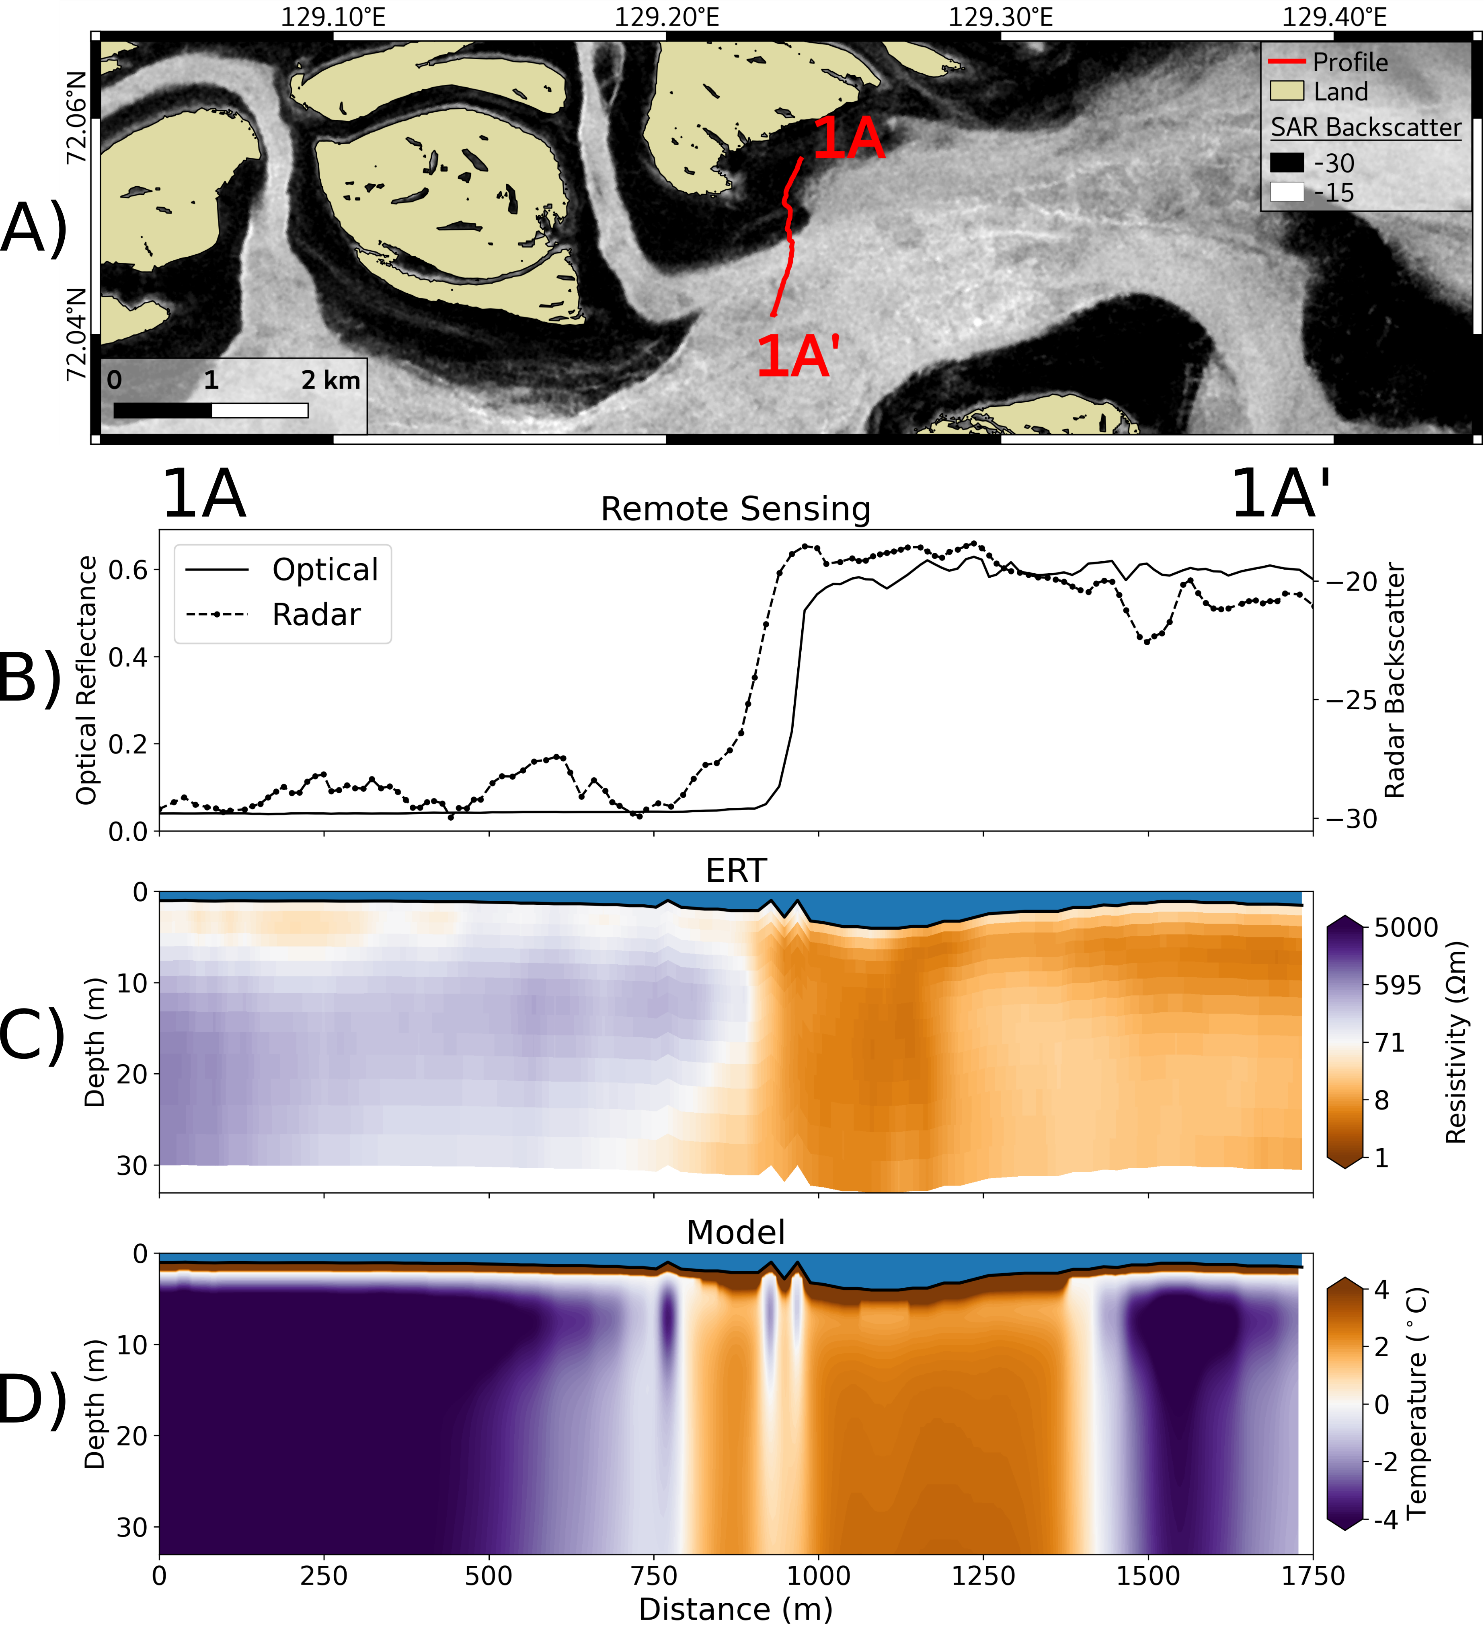 129.10°E 129.20°E 129.30°E 129.40°E
A)
72.06°N
72.04°N
Profile
Land
SAR Backscatter
-30
-15
1A
1A'
0 1 2 km
1A 1A'
Remote Sensing
B)
Optical Reflectance
0.6
0.4
0.2
0.0
Optical
Radar
−20
−25
−30
Radar Backscatter
ERT
C)
Depth (m)
0
10
20
30
5000
595
71
8
1
Resistivity (Ωm)
Model
D)
Depth (m)
0
10
20
30
4
2
0
-2
-4
Temperature (°C)
0 250 500 750 1000 1250 1500 1750
Distance (m)